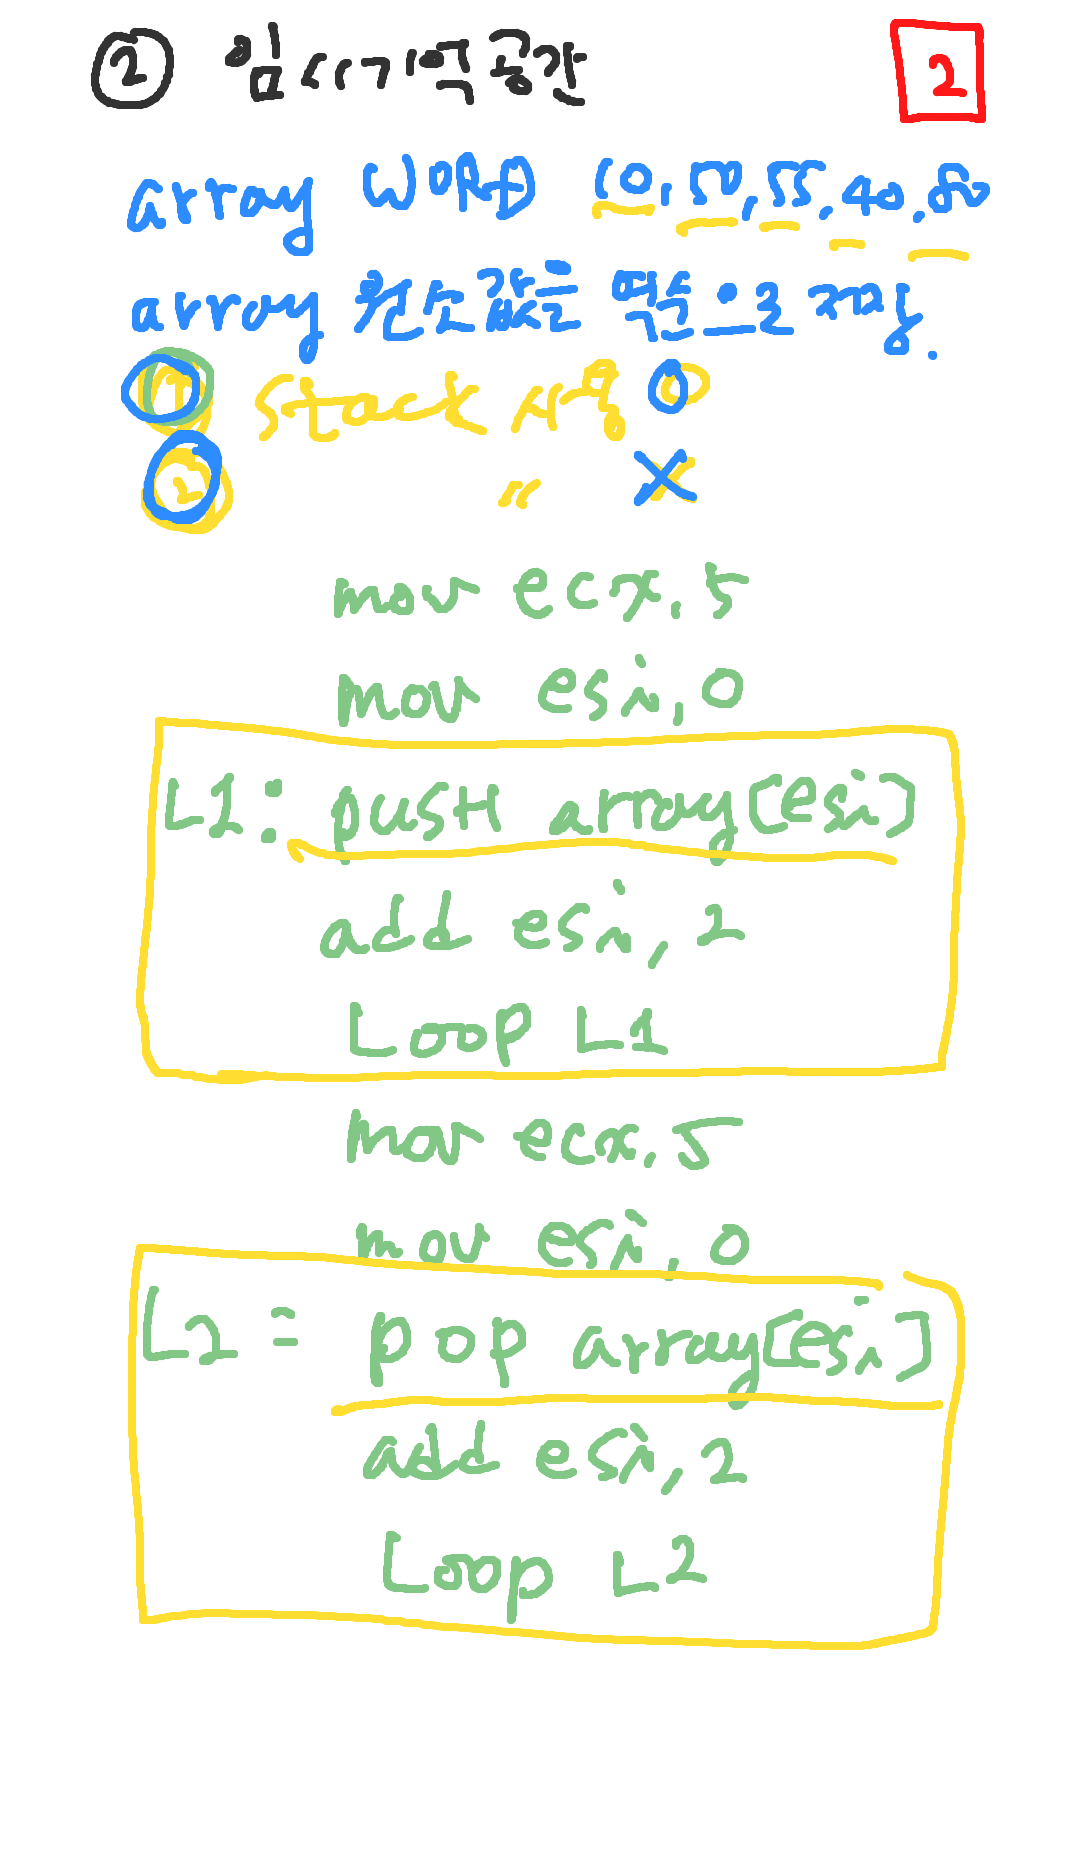 ② 임시기억공간 2
array WORD 10, 50, 55, 40, 80
array 원소값을 역순으로 저장.
① stack 사용 O
② " X
mov ecx, 5
mov esi, 0
L1: push array[esi]
add esi, 2
Loop L1
mov ecx, 5
mov esi, 0
L2: pop array[esi]
add esi, 2
Loop L2